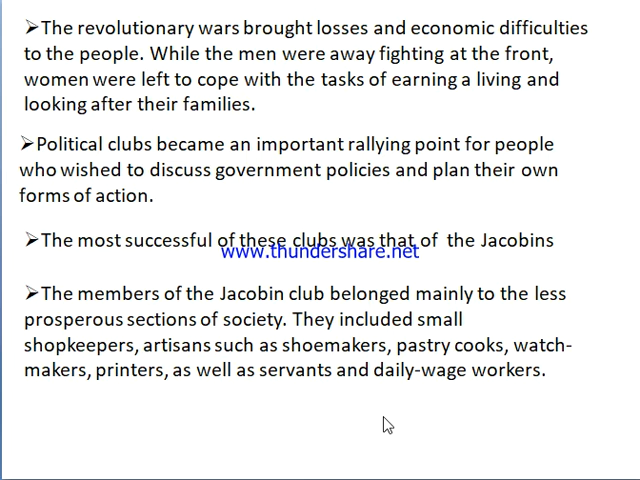 ➢The revolutionary wars brought losses and economic difficulties
to the people. While the men were away fighting at the front,
women were left to cope with the tasks of earning a living and
looking after their families.
➢Political clubs became an important rallying point for people
who wished to discuss government policies and plan their own
forms of action.
➢The most successful of these clubs was that of the Jacobins
www.thundershare.net
➢The members of the Jacobin club belonged mainly to the less
prosperous sections of society. They included small
shopkeepers, artisans such as shoemakers, pastry cooks, watch-
makers, printers, as well as servants and daily-wage workers.